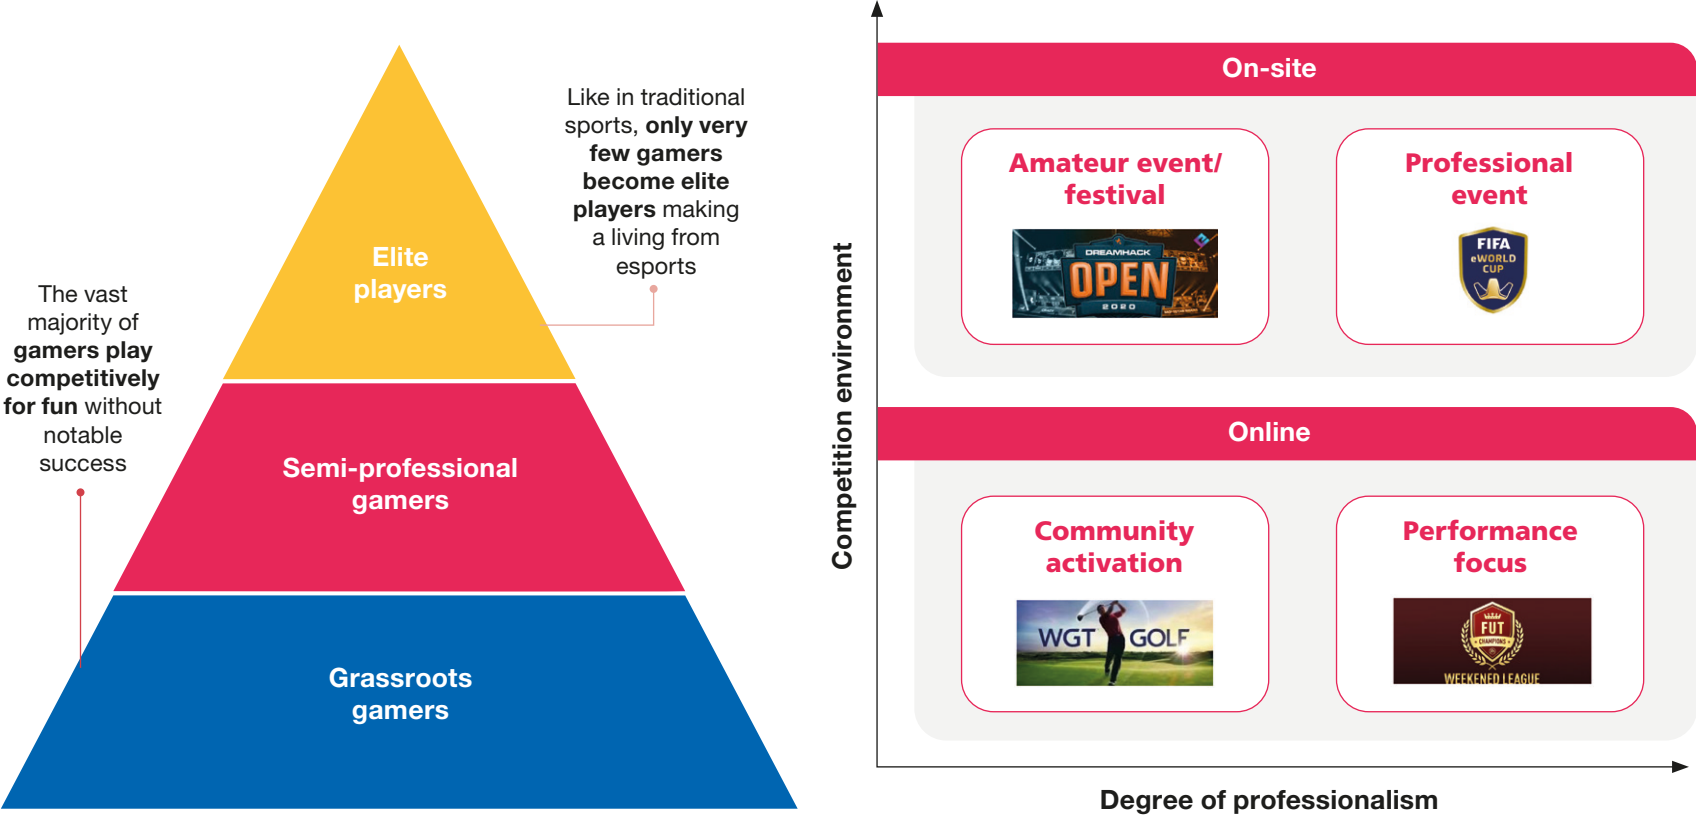 Like in traditional
sports, only very
few gamers
become elite
players making
a living from
esports
Elite
players
The vast
majority of
gamers play
competitively
for fun without
notable
success
Semi-professional
gamers
Grassroots
gamers
Competition environment
On-site
Amateur event/
festival
DREAMHACK
OPEN
2020
Professional
event
FIFA
eWORLD
CUP
Online
Community
activation
WGT GOLF
Performance
focus
FUT
CHAMPIONS
WEEKENED LEAGUE
Degree of professionalism